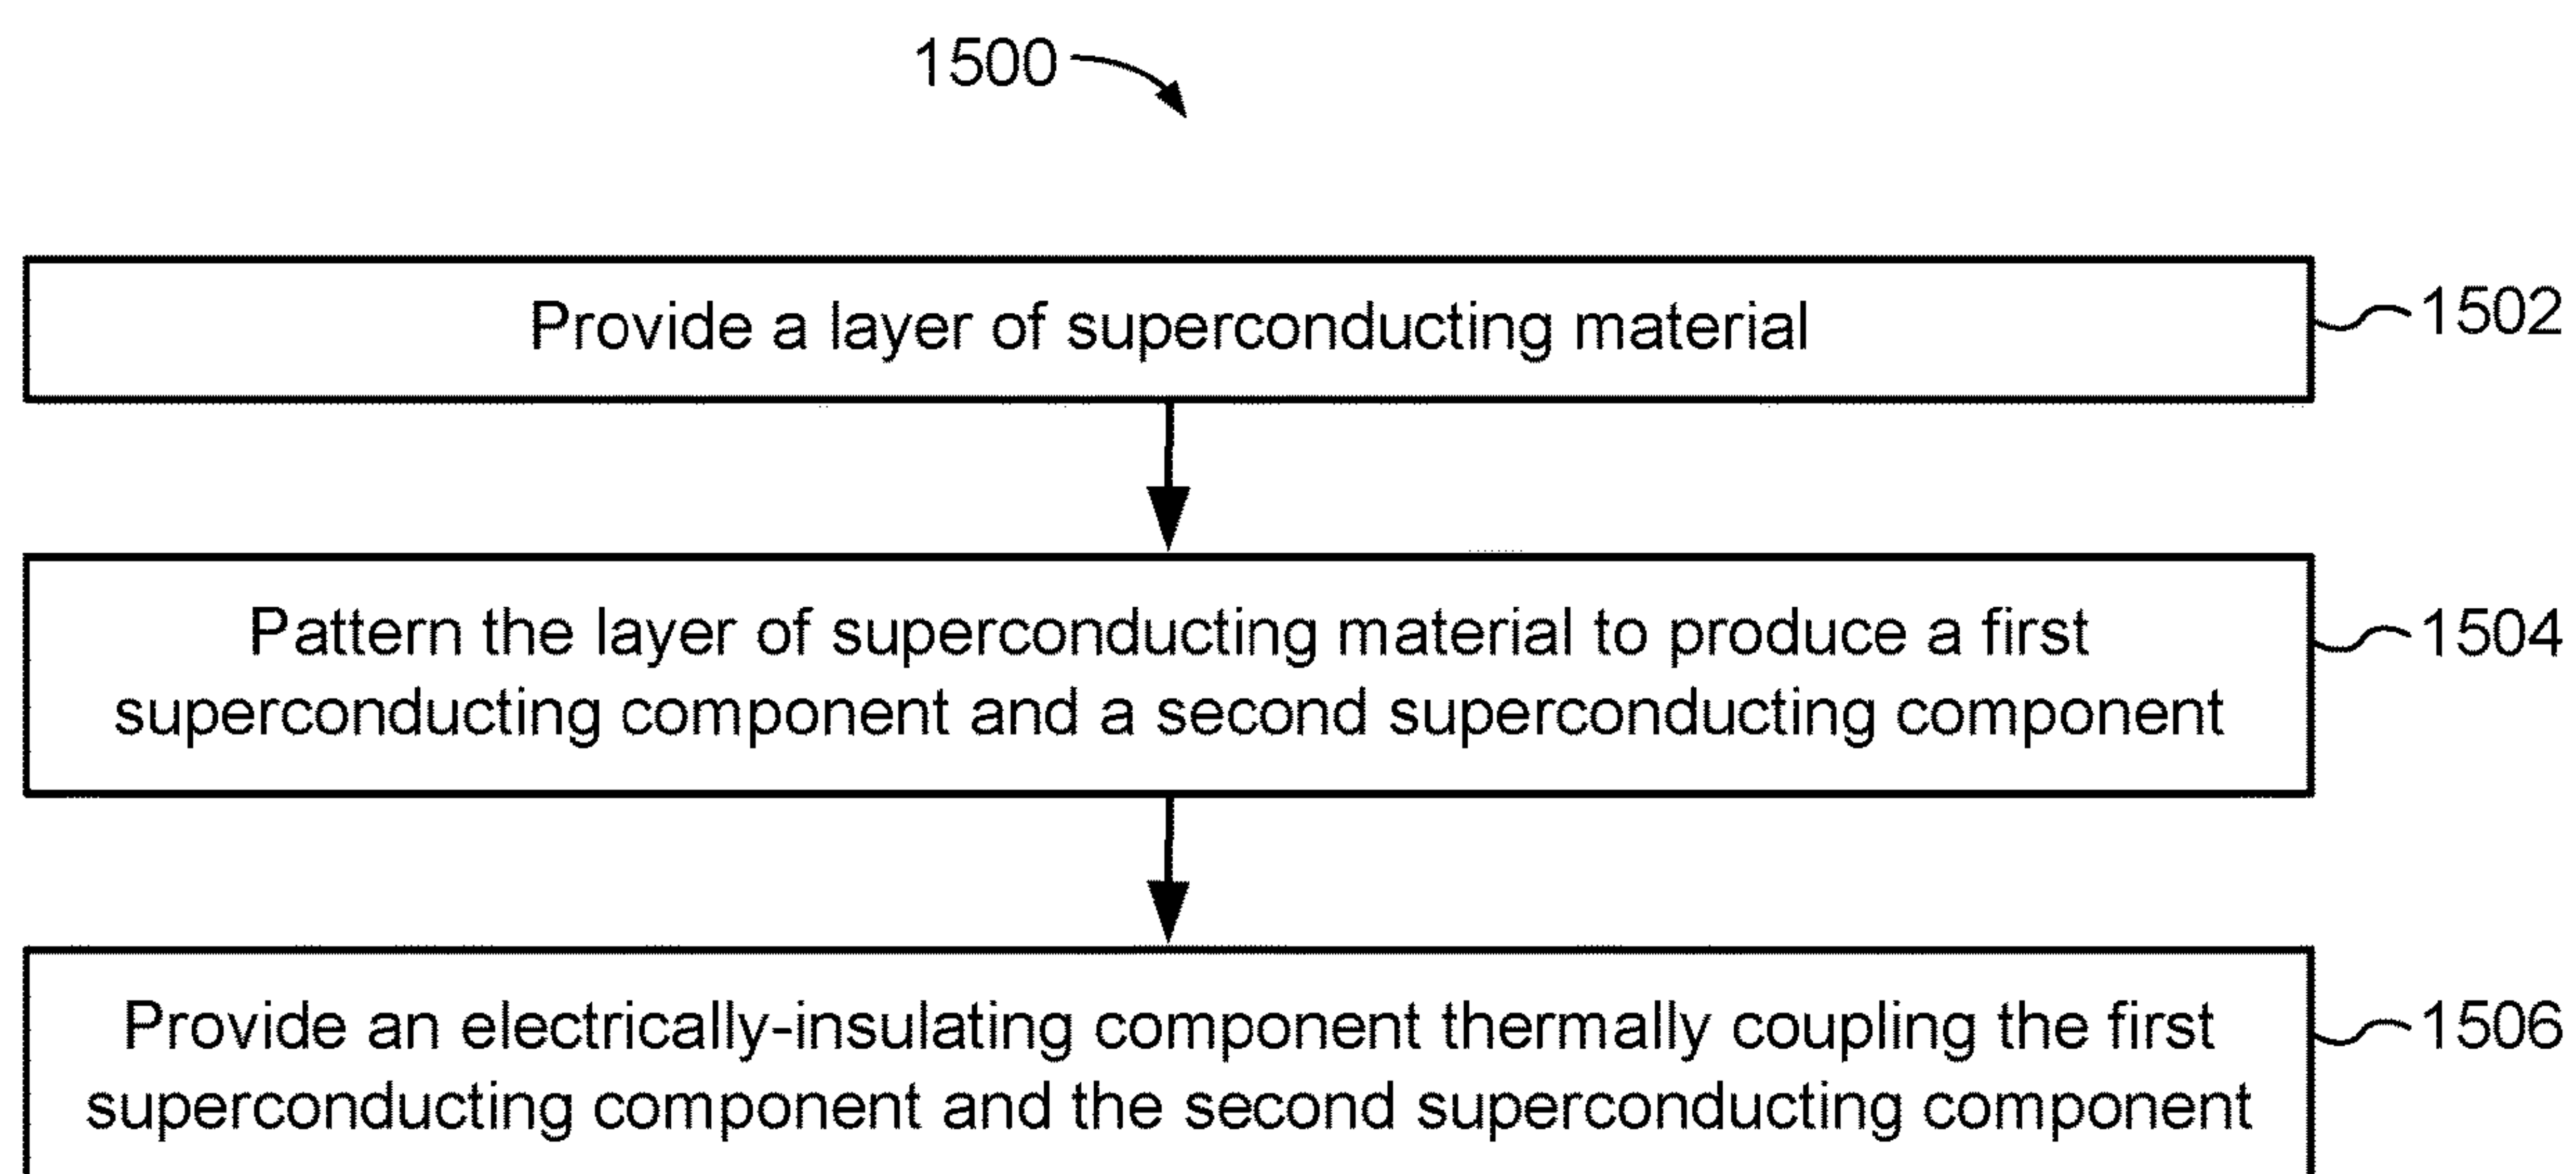 1500
Provide a layer of superconducting material
1502
Pattern the layer of superconducting material to produce a first
superconducting component and a second superconducting component
1504
Provide an electrically-insulating component thermally coupling the first
superconducting component and the second superconducting component
1506